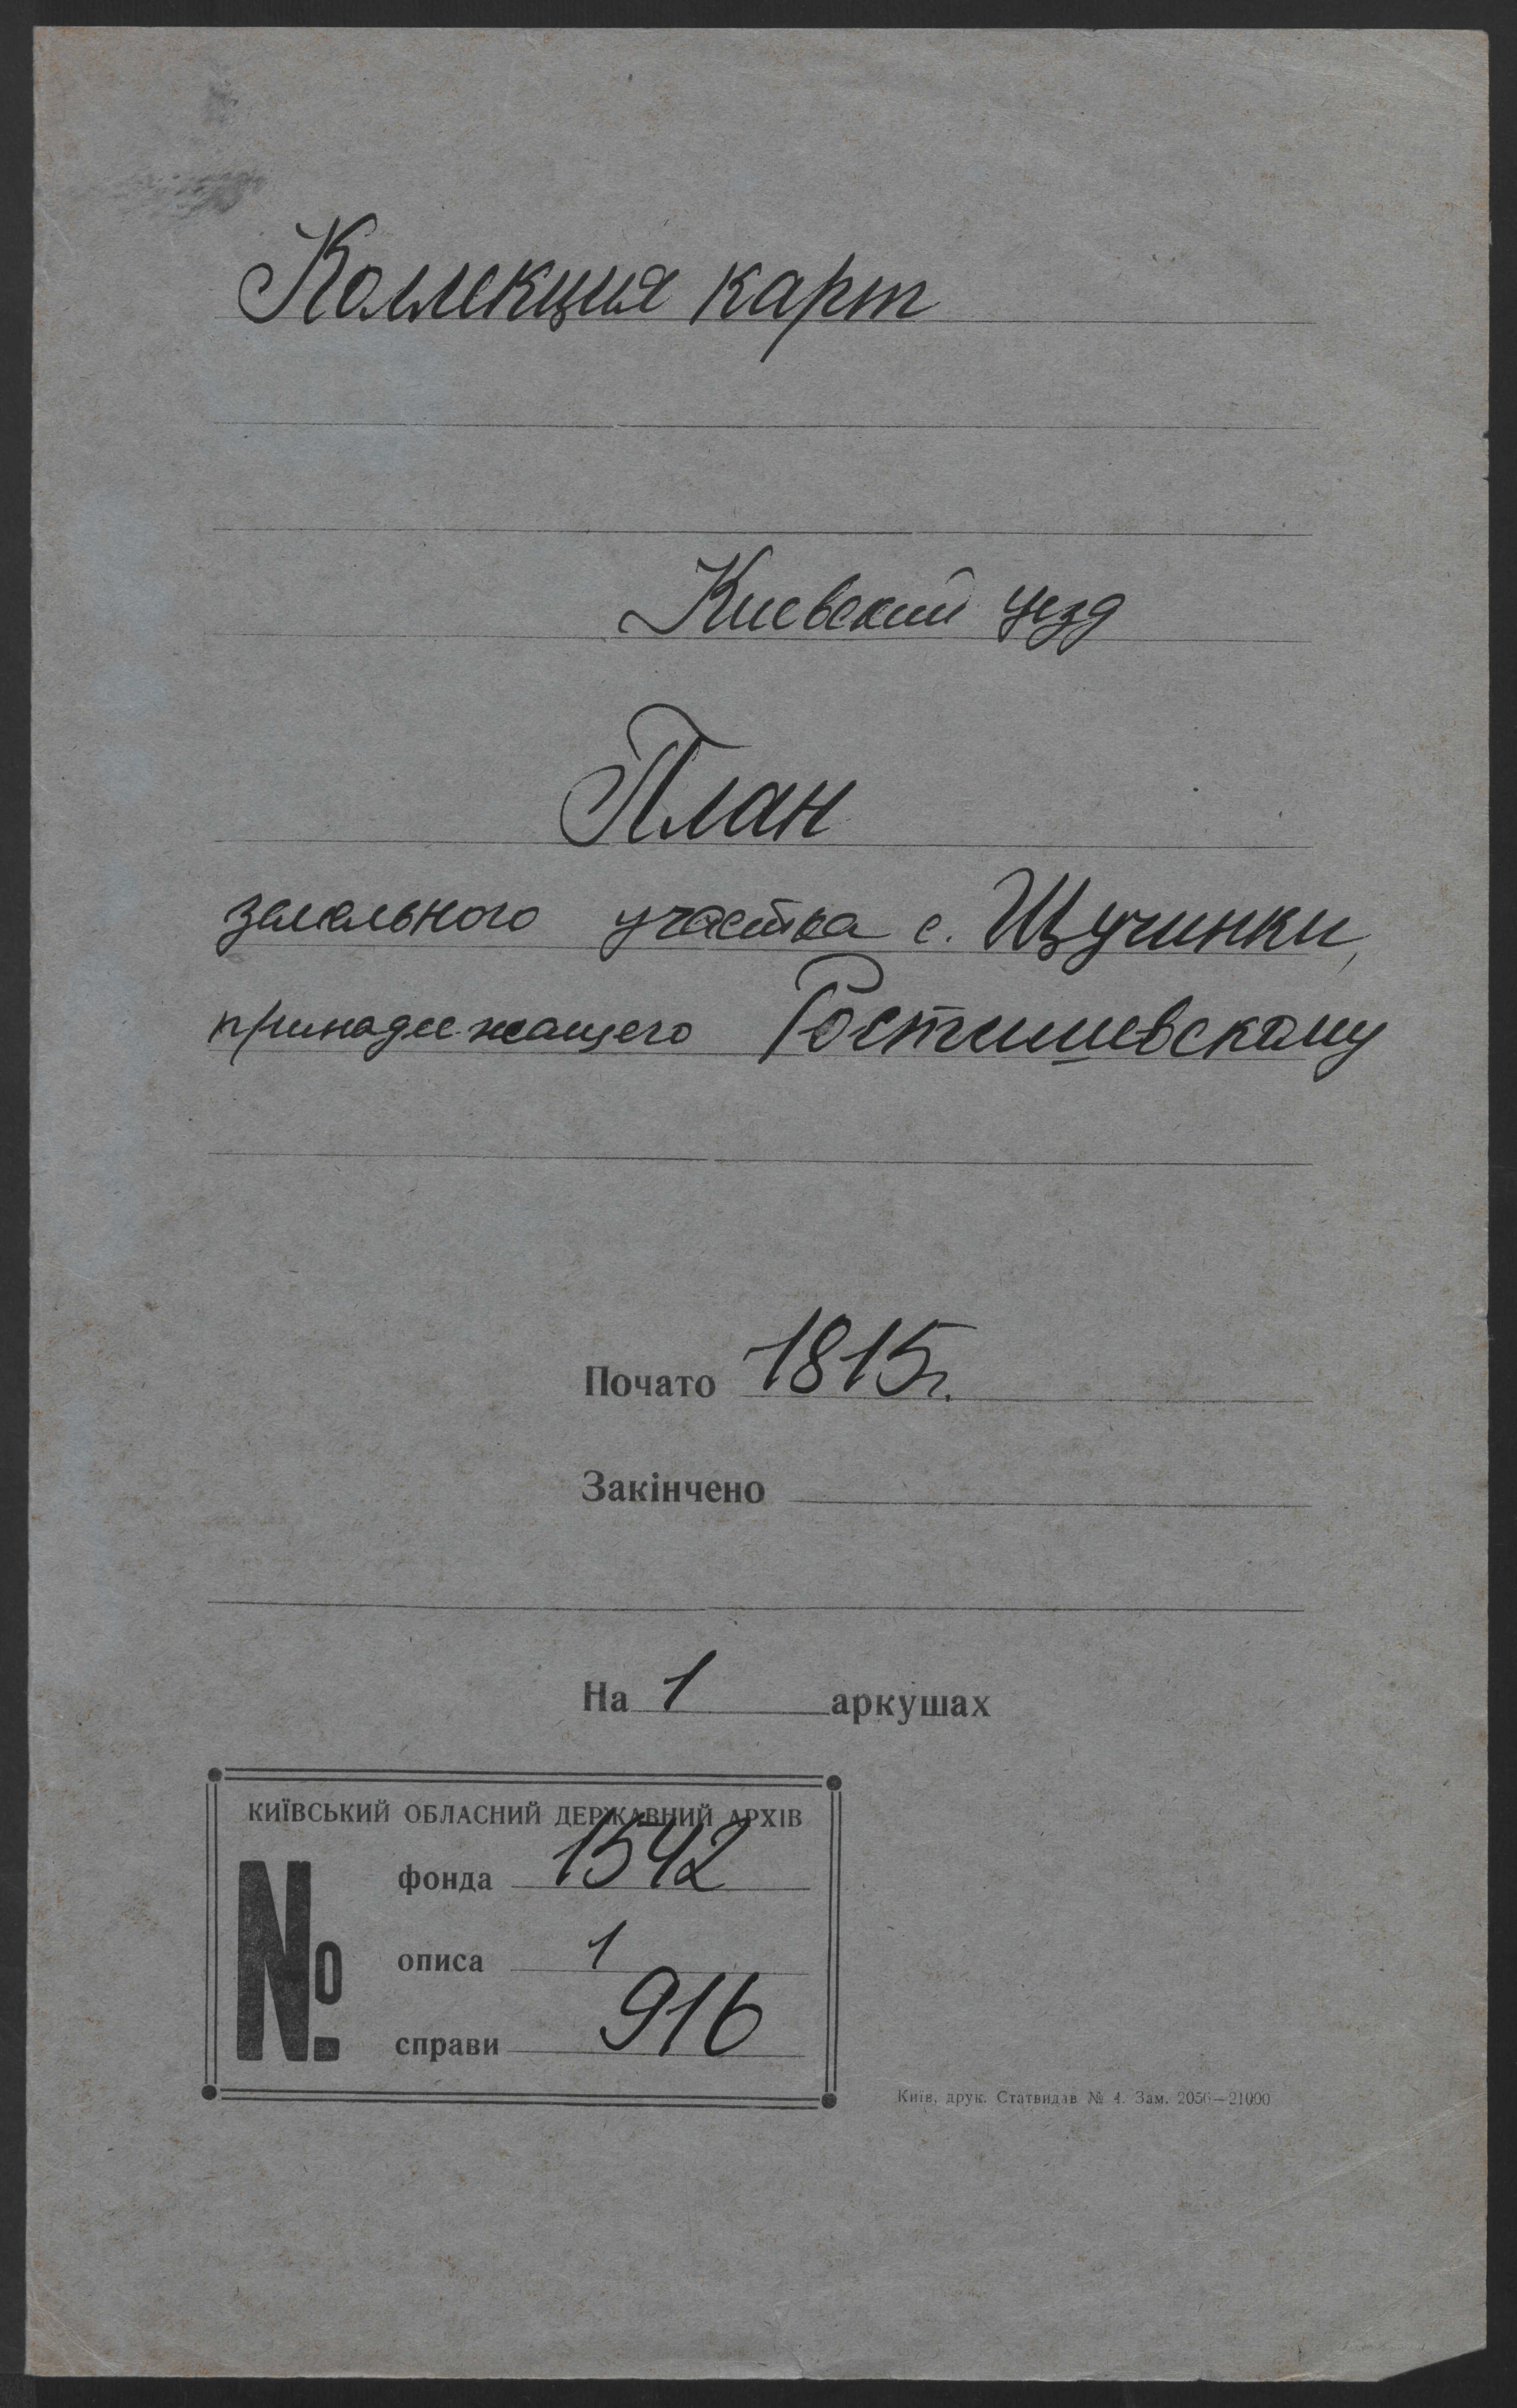 Коллекция карт
Киевский уезд
План
земельного участка с. Щучинки,
принадлежащего Ростишевскому
Почато 1815г.
Закінчено
На 1 аркушах
КИЇВСЬКИЙ ОБЛАСНИЙ ДЕРЖАВНИЙ АРХІВ
№ фонда 1542
описа 1
справи 916
Київ, друк. Статвидав № 4. Зам. 2056—21000